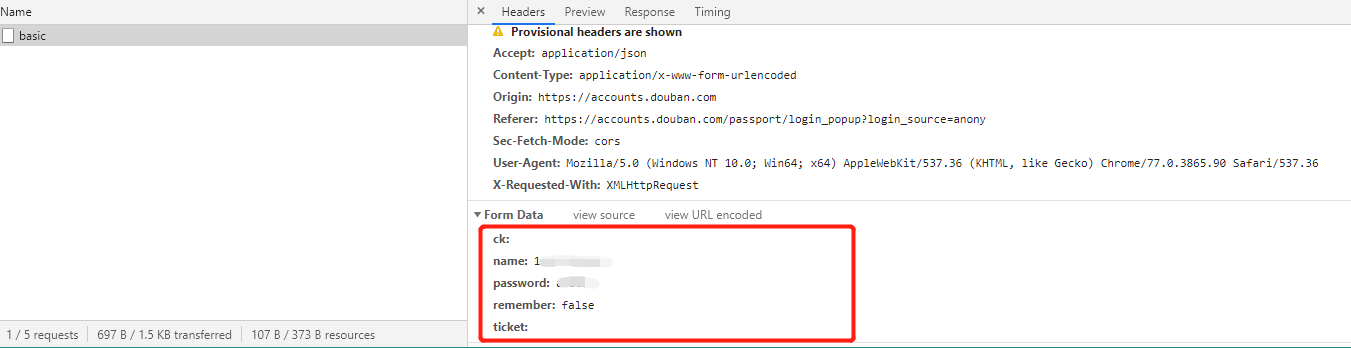 Name
basic
1 / 5 requests
697 B / 1.5 KB transferred
107 B / 373 B resources
× Headers Preview Response Timing
Provisional headers are shown
Accept: application/json
Content-Type: application/x-www-form-urlencoded
Origin: https://accounts.douban.com
Referer: https://accounts.douban.com/passport/login_popup?login_source=anony
Sec-Fetch-Mode: cors
User-Agent: Mozilla/5.0 (Windows NT 10.0; Win64; x64) AppleWebKit/537.36 (KHTML, like Gecko) Chrome/77.0.3865.90 Safari/537.36
X-Requested-With: XMLHttpRequest
Form Data view source view URL encoded
ck:
name: 1
password:
remember: false
ticket: